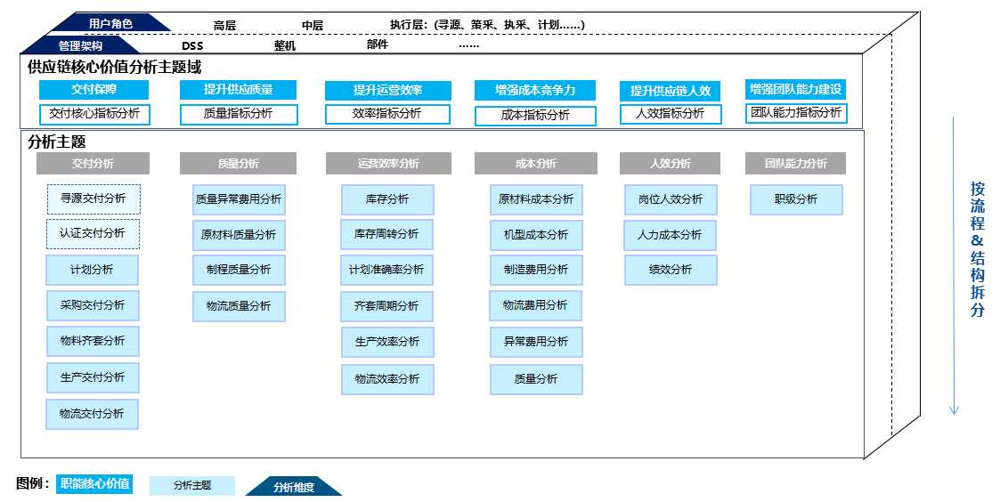 用户角色 高层 中层 执行层：(寻源、策采、执采、计划......)
管理架构 DSS 整机 部件 ......
供应链核心价值分析主题域
交付保障 提升供应质量 提升运营效率 增强成本竞争力 提升供应链人效 增强团队能力建设
交付核心指标分析 质量指标分析 效率指标分析 成本指标分析 人效指标分析 团队能力指标分析
分析主题
交付分析 质量分析 运营效率分析 成本分析 人效分析 团队能力分析
寻源交付分析 质量异常费用分析 库存分析 原材料成本分析 岗位人效分析 职级分析
认证交付分析 原材料质量分析 库存周转分析 机型成本分析 人力成本分析
计划分析 制程质量分析 计划准确率分析 制造费用分析 绩效分析
采购交付分析 物流质量分析 齐套周期分析 物流费用分析
物料齐套分析 生产效率分析 异常费用分析
生产交付分析 物流效率分析 质量分析
物流交付分析
按流程&结构拆分
图例： 职能核心价值 分析主题 分析维度